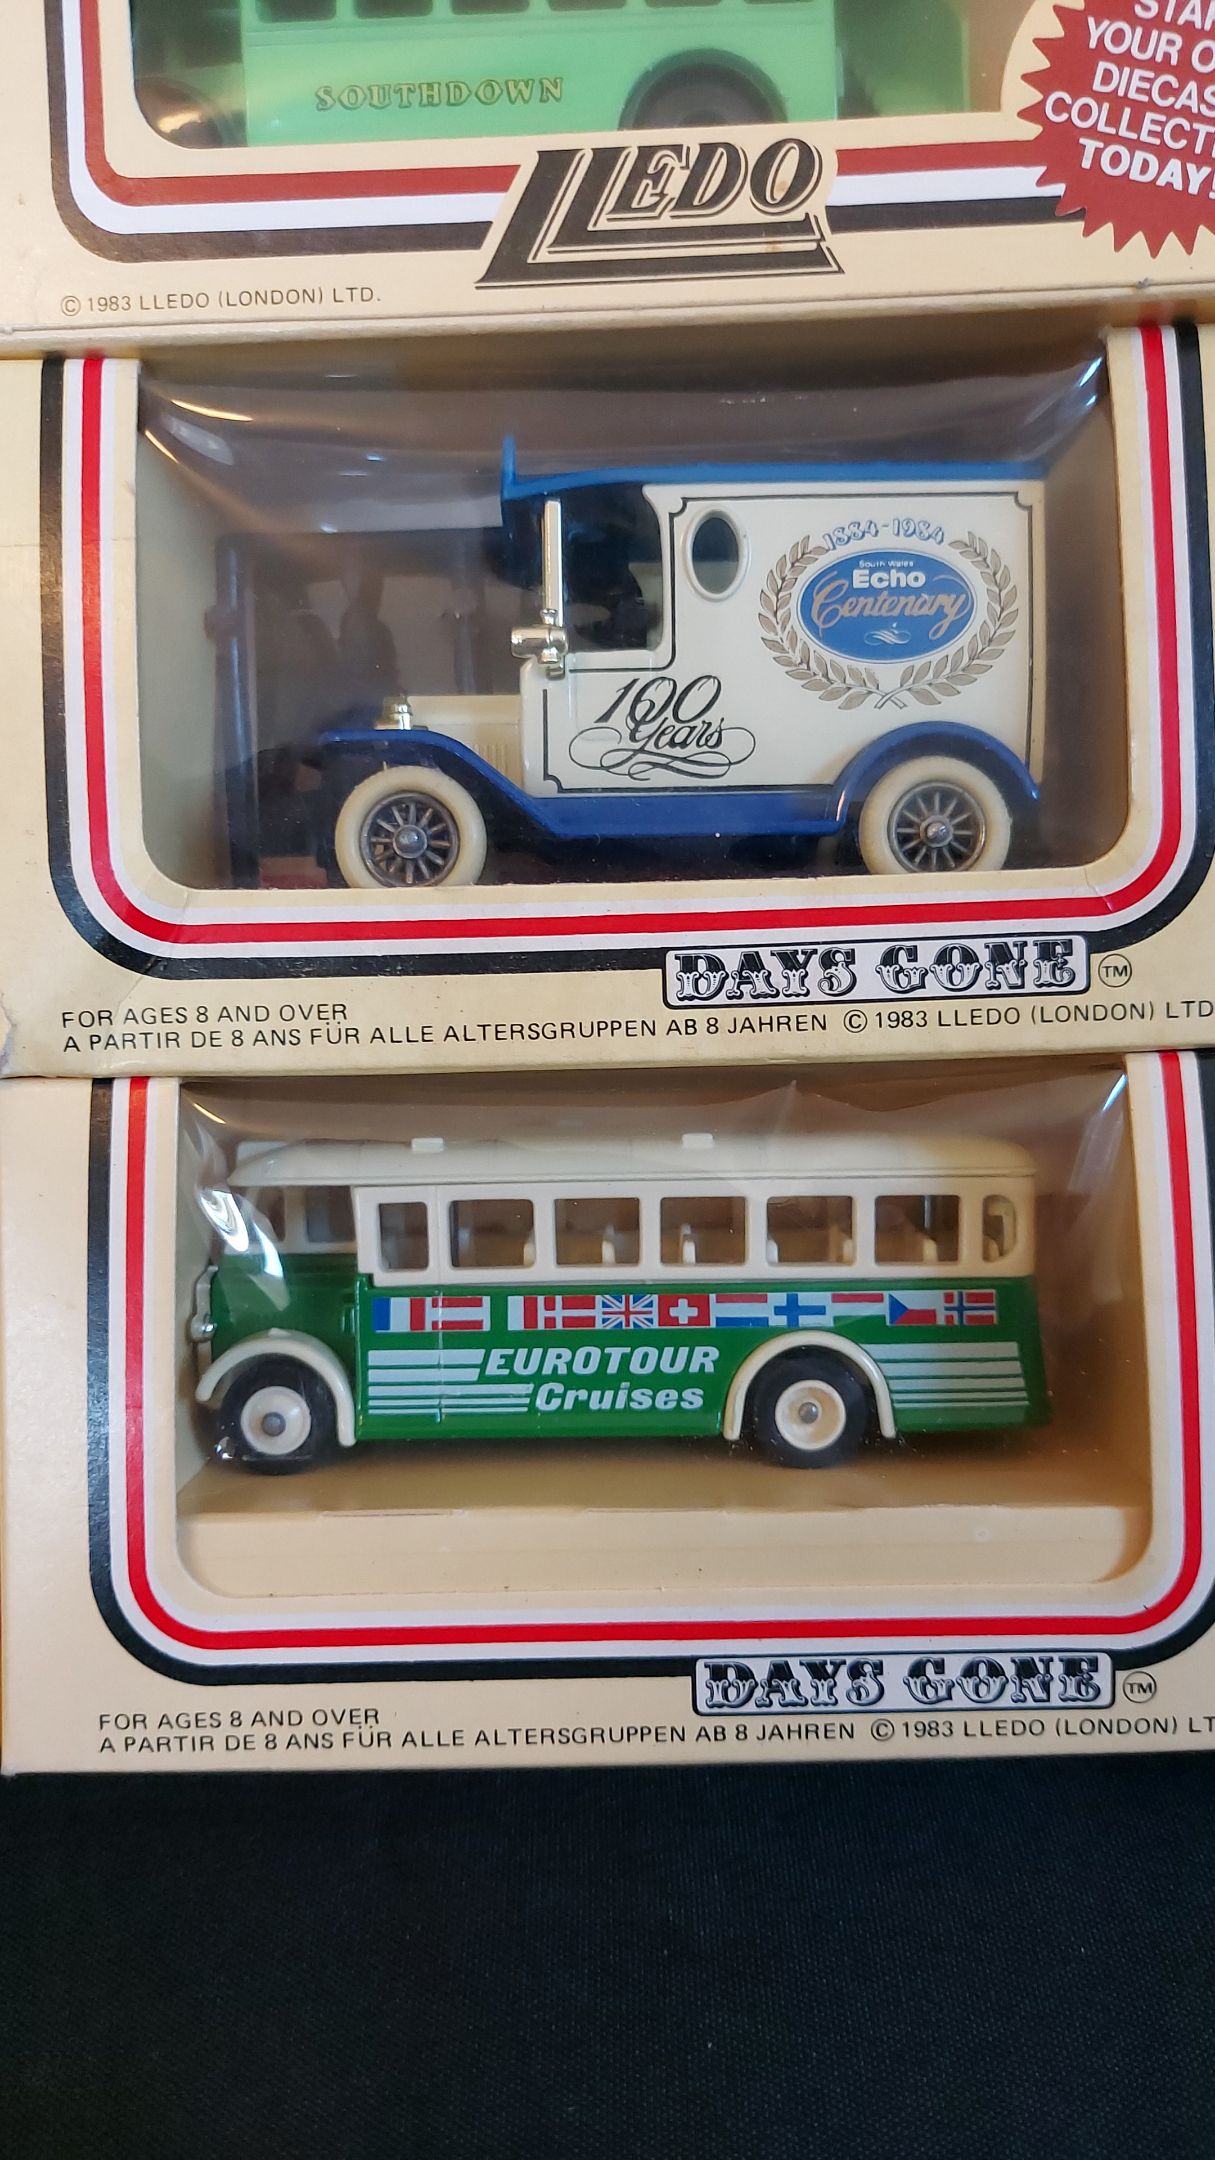 SOUTHDOWN
YOUR
DIECAS
COLLECT
TODAY!
LLEDO
© 1983 LLEDO (LONDON) LTD.
1884-1984
South Wales
Echo
Centenary
100
Years
DAYS GONE TM
FOR AGES 8 AND OVER
A PARTIR DE 8 ANS FÜR ALLE ALTERSGRUPPEN AB 8 JAHREN © 1983 LLEDO (LONDON) LTD
EUROTOUR
Cruises
DAYS GONE TM
FOR AGES 8 AND OVER
A PARTIR DE 8 ANS FÜR ALLE ALTERSGRUPPEN AB 8 JAHREN © 1983 LLEDO (LONDON) LT